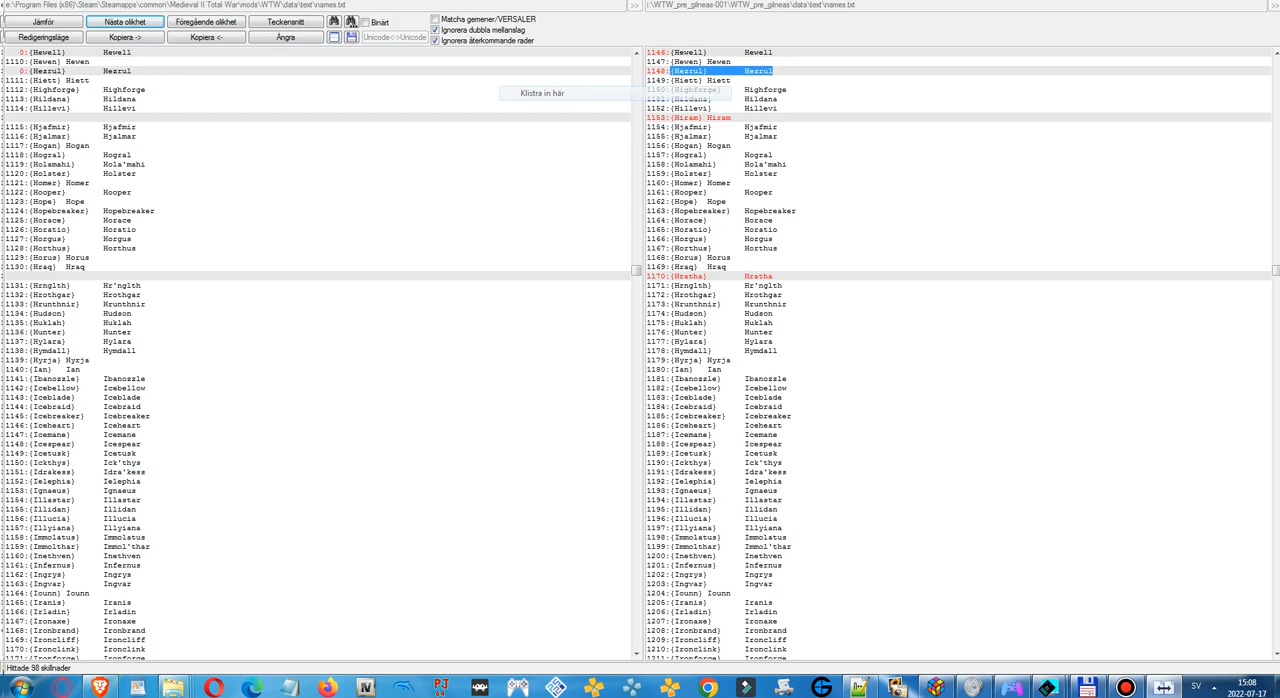 e:\Program Files (x86)\Steam\Steamapps\common\Medieval II Total War\mods\WTW\data\text\names.txt
>>
i:\WTW_pre_gilneas-001\WTW_pre_gilneas\data\text\names.txt
>>
Jämför Nästa olikhet Föregående olikhet Teckensnitt Binärt
Redigeringsläge Kopiera -> Kopiera <- Ångra Unicode<->Unicode
Matcha gemener/VERSALER
Ignorera dubbla mellanslag
Ignorera återkommande rader
0:{Hewell} Hewell
1110:{Hewen} Hewen
0:{Hezrul} Hezrul
1111:{Hiett} Hiett
1112:{Highforge} Highforge
1113:{Hildana} Hildana
1114:{Hillevi} Hillevi
1115:{Hjafmir} Hjafmir
1116:{Hjalmar} Hjalmar
1117:{Hogan} Hogan
1118:{Hogral} Hogral
1119:{Holamahi} Hola'mahi
1120:{Holster} Holster
1121:{Homer} Homer
1122:{Hooper} Hooper
1123:{Hope} Hope
1124:{Hopebreaker} Hopebreaker
1125:{Horace} Horace
1126:{Horatio} Horatio
1127:{Horgus} Horgus
1128:{Horthus} Horthus
1129:{Horus} Horus
1130:{Hraq} Hraq
1131:{Hrnglth} Hr'nglth
1132:{Hrothgar} Hrothgar
1133:{Hrunthnir} Hrunthnir
1134:{Hudson} Hudson
1135:{Huklah} Huklah
1136:{Hunter} Hunter
1137:{Hylara} Hylara
1138:{Hymdall} Hymdall
1139:{Hyrja} Hyrja
1140:{Ian} Ian
1141:{Ibanozzle} Ibanozzle
1142:{Icebellow} Icebellow
1143:{Iceblade} Iceblade
1144:{Icebraid} Icebraid
1145:{Icebreaker} Icebreaker
1146:{Iceheart} Iceheart
1147:{Icemane} Icemane
1148:{Icespear} Icespear
1149:{Icetusk} Icetusk
1150:{Ickthys} Ick'thys
1151:{Idrakess} Idra'kess
1152:{Ielephia} Ielephia
1153:{Ignaeus} Ignaeus
1154:{Illastar} Illastar
1155:{Illidan} Illidan
1156:{Illucia} Illucia
1157:{Illyiana} Illyiana
1158:{Immolatus} Immolatus
1159:{Immolthar} Immol'thar
1160:{Inethven} Inethven
1161:{Infernus} Infernus
1162:{Ingrys} Ingrys
1163:{Ingvar} Ingvar
1164:{Iounn} Iounn
1165:{Iranis} Iranis
1166:{Irladin} Irladin
1167:{Ironaxe} Ironaxe
1168:{Ironbrand} Ironbrand
1169:{Ironcliff} Ironcliff
1170:{Ironclink} Ironclink
1171:{Ironforge} Ironforge
Klistra in här
1146:{Hewell} Hewell
1147:{Hewen} Hewen
1148:{Hezrul} Hezrul
1149:{Hiett} Hiett
1150:{Highforge} Highforge
1151:{Hildana} Hildana
1152:{Hillevi} Hillevi
1153:{Hiram} Hiram
1154:{Hjafmir} Hjafmir
1155:{Hjalmar} Hjalmar
1156:{Hogan} Hogan
1157:{Hogral} Hogral
1158:{Holamahi} Hola'mahi
1159:{Holster} Holster
1160:{Homer} Homer
1161:{Hooper} Hooper
1162:{Hope} Hope
1163:{Hopebreaker} Hopebreaker
1164:{Horace} Horace
1165:{Horatio} Horatio
1166:{Horgus} Horgus
1167:{Horthus} Horthus
1168:{Horus} Horus
1169:{Hraq} Hraq
1170:{Hratha} Hratha
1171:{Hrnglth} Hr'nglth
1172:{Hrothgar} Hrothgar
1173:{Hrunthnir} Hrunthnir
1174:{Hudson} Hudson
1175:{Huklah} Huklah
1176:{Hunter} Hunter
1177:{Hylara} Hylara
1178:{Hymdall} Hymdall
1179:{Hyrja} Hyrja
1180:{Ian} Ian
1181:{Ibanozzle} Ibanozzle
1182:{Icebellow} Icebellow
1183:{Iceblade} Iceblade
1184:{Icebraid} Icebraid
1185:{Icebreaker} Icebreaker
1186:{Iceheart} Iceheart
1187:{Icemane} Icemane
1188:{Icespear} Icespear
1189:{Icetusk} Icetusk
1190:{Ickthys} Ick'thys
1191:{Idrakess} Idra'kess
1192:{Ielephia} Ielephia
1193:{Ignaeus} Ignaeus
1194:{Illastar} Illastar
1195:{Illidan} Illidan
1196:{Illucia} Illucia
1197:{Illyiana} Illyiana
1198:{Immolatus} Immolatus
1199:{Immolthar} Immol'thar
1200:{Inethven} Inethven
1201:{Infernus} Infernus
1202:{Ingrys} Ingrys
1203:{Ingvar} Ingvar
1204:{Iounn} Iounn
1205:{Iranis} Iranis
1206:{Irladin} Irladin
1207:{Ironaxe} Ironaxe
1208:{Ironbrand} Ironbrand
1209:{Ironcliff} Ironcliff
1210:{Ironclink} Ironclink
1211:{Ironforge} Ironforge
Hittade 98 skillnader
SV
15:08
2022-07-17